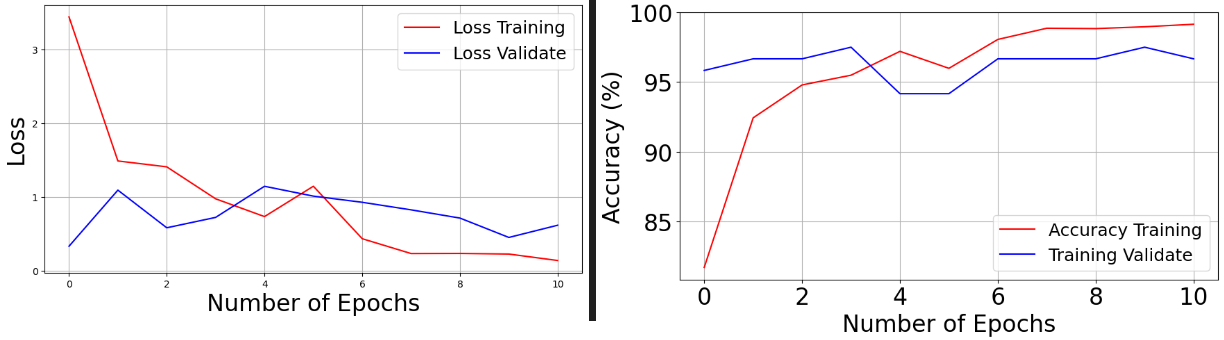 Loss Training
Loss Validate
3
2
1
0
Loss
0 2 4 6 8 10
Number of Epochs
100
95
90
85
Accuracy (%)
Accuracy Training
Training Validate
0 2 4 6 8 10
Number of Epochs